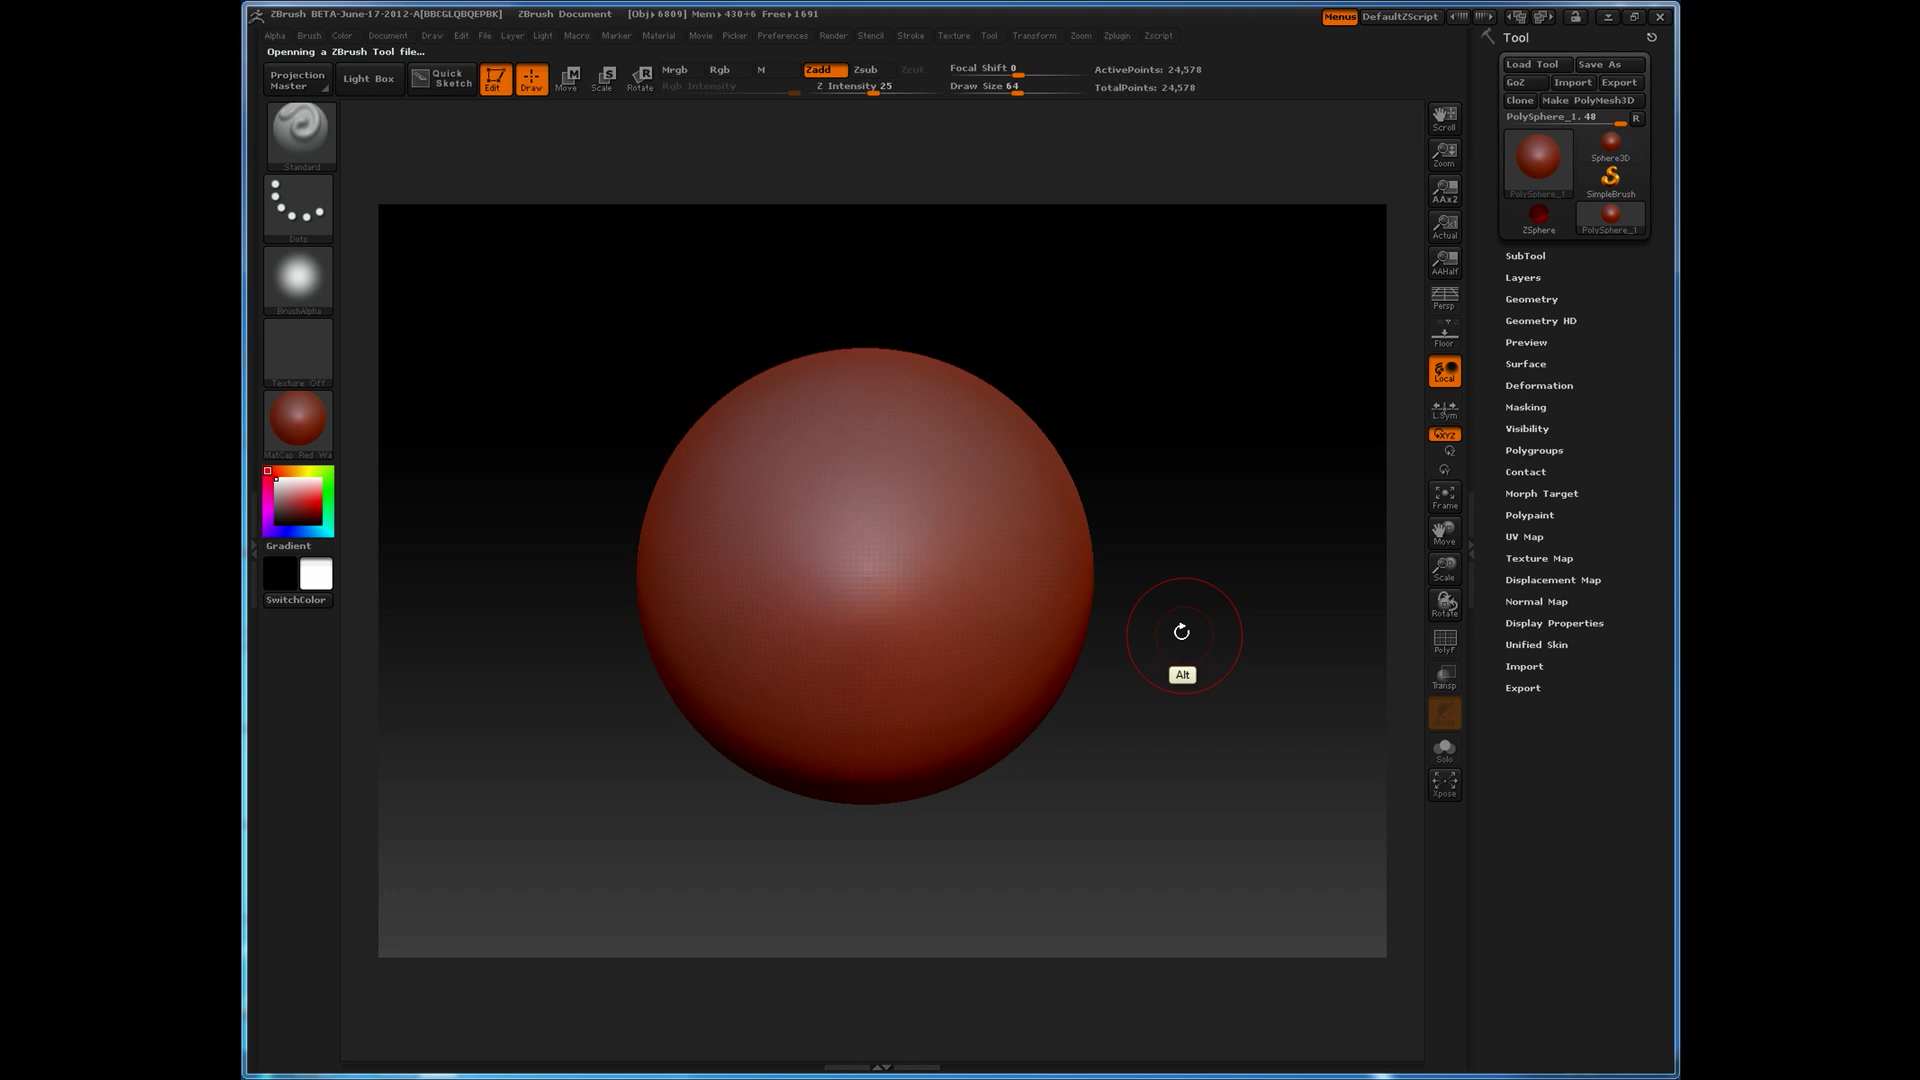 ZBrush BETA-June-17-2012-A[BBCGLQBQEPBK] ZBrush Document [Obj▸6809] Mem▸430+6 Free▸1691
Menus DefaultZScript
Alpha Brush Color Document Draw Edit File Layer Light Macro Marker Material Movie Picker Preferences Render Stencil Stroke Texture Tool Transform Zoom Zplugin Zscript
Openning a ZBrush Tool file...
Projection Master
Light Box
Quick Sketch
Edit
Draw
Move
Scale
Rotate
Mrgb Rgb M
Rgb Intensity
Zadd Zsub Zcut
Z Intensity 25
Focal Shift 0
Draw Size 64
ActivePoints: 24,578
TotalPoints: 24,578
Standard
Dots
BrushAlpha
Texture Off
MatCap Red Wa
Gradient
SwitchColor
Alt
Scroll
Zoom
AAx2
Actual
AAHalf
Persp
Floor
Local
L.Sym
XYZ
Frame
Move
Scale
Rotate
PolyF
Transp
Solo
Xpose
Tool
Load Tool Save As
GoZ Import Export
Clone Make PolyMesh3D
PolySphere_1. 48 R
PolySphere_1
Sphere3D
SimpleBrush
ZSphere
PolySphere_1
SubTool
Layers
Geometry
Geometry HD
Preview
Surface
Deformation
Masking
Visibility
Polygroups
Contact
Morph Target
Polypaint
UV Map
Texture Map
Displacement Map
Normal Map
Display Properties
Unified Skin
Import
Export